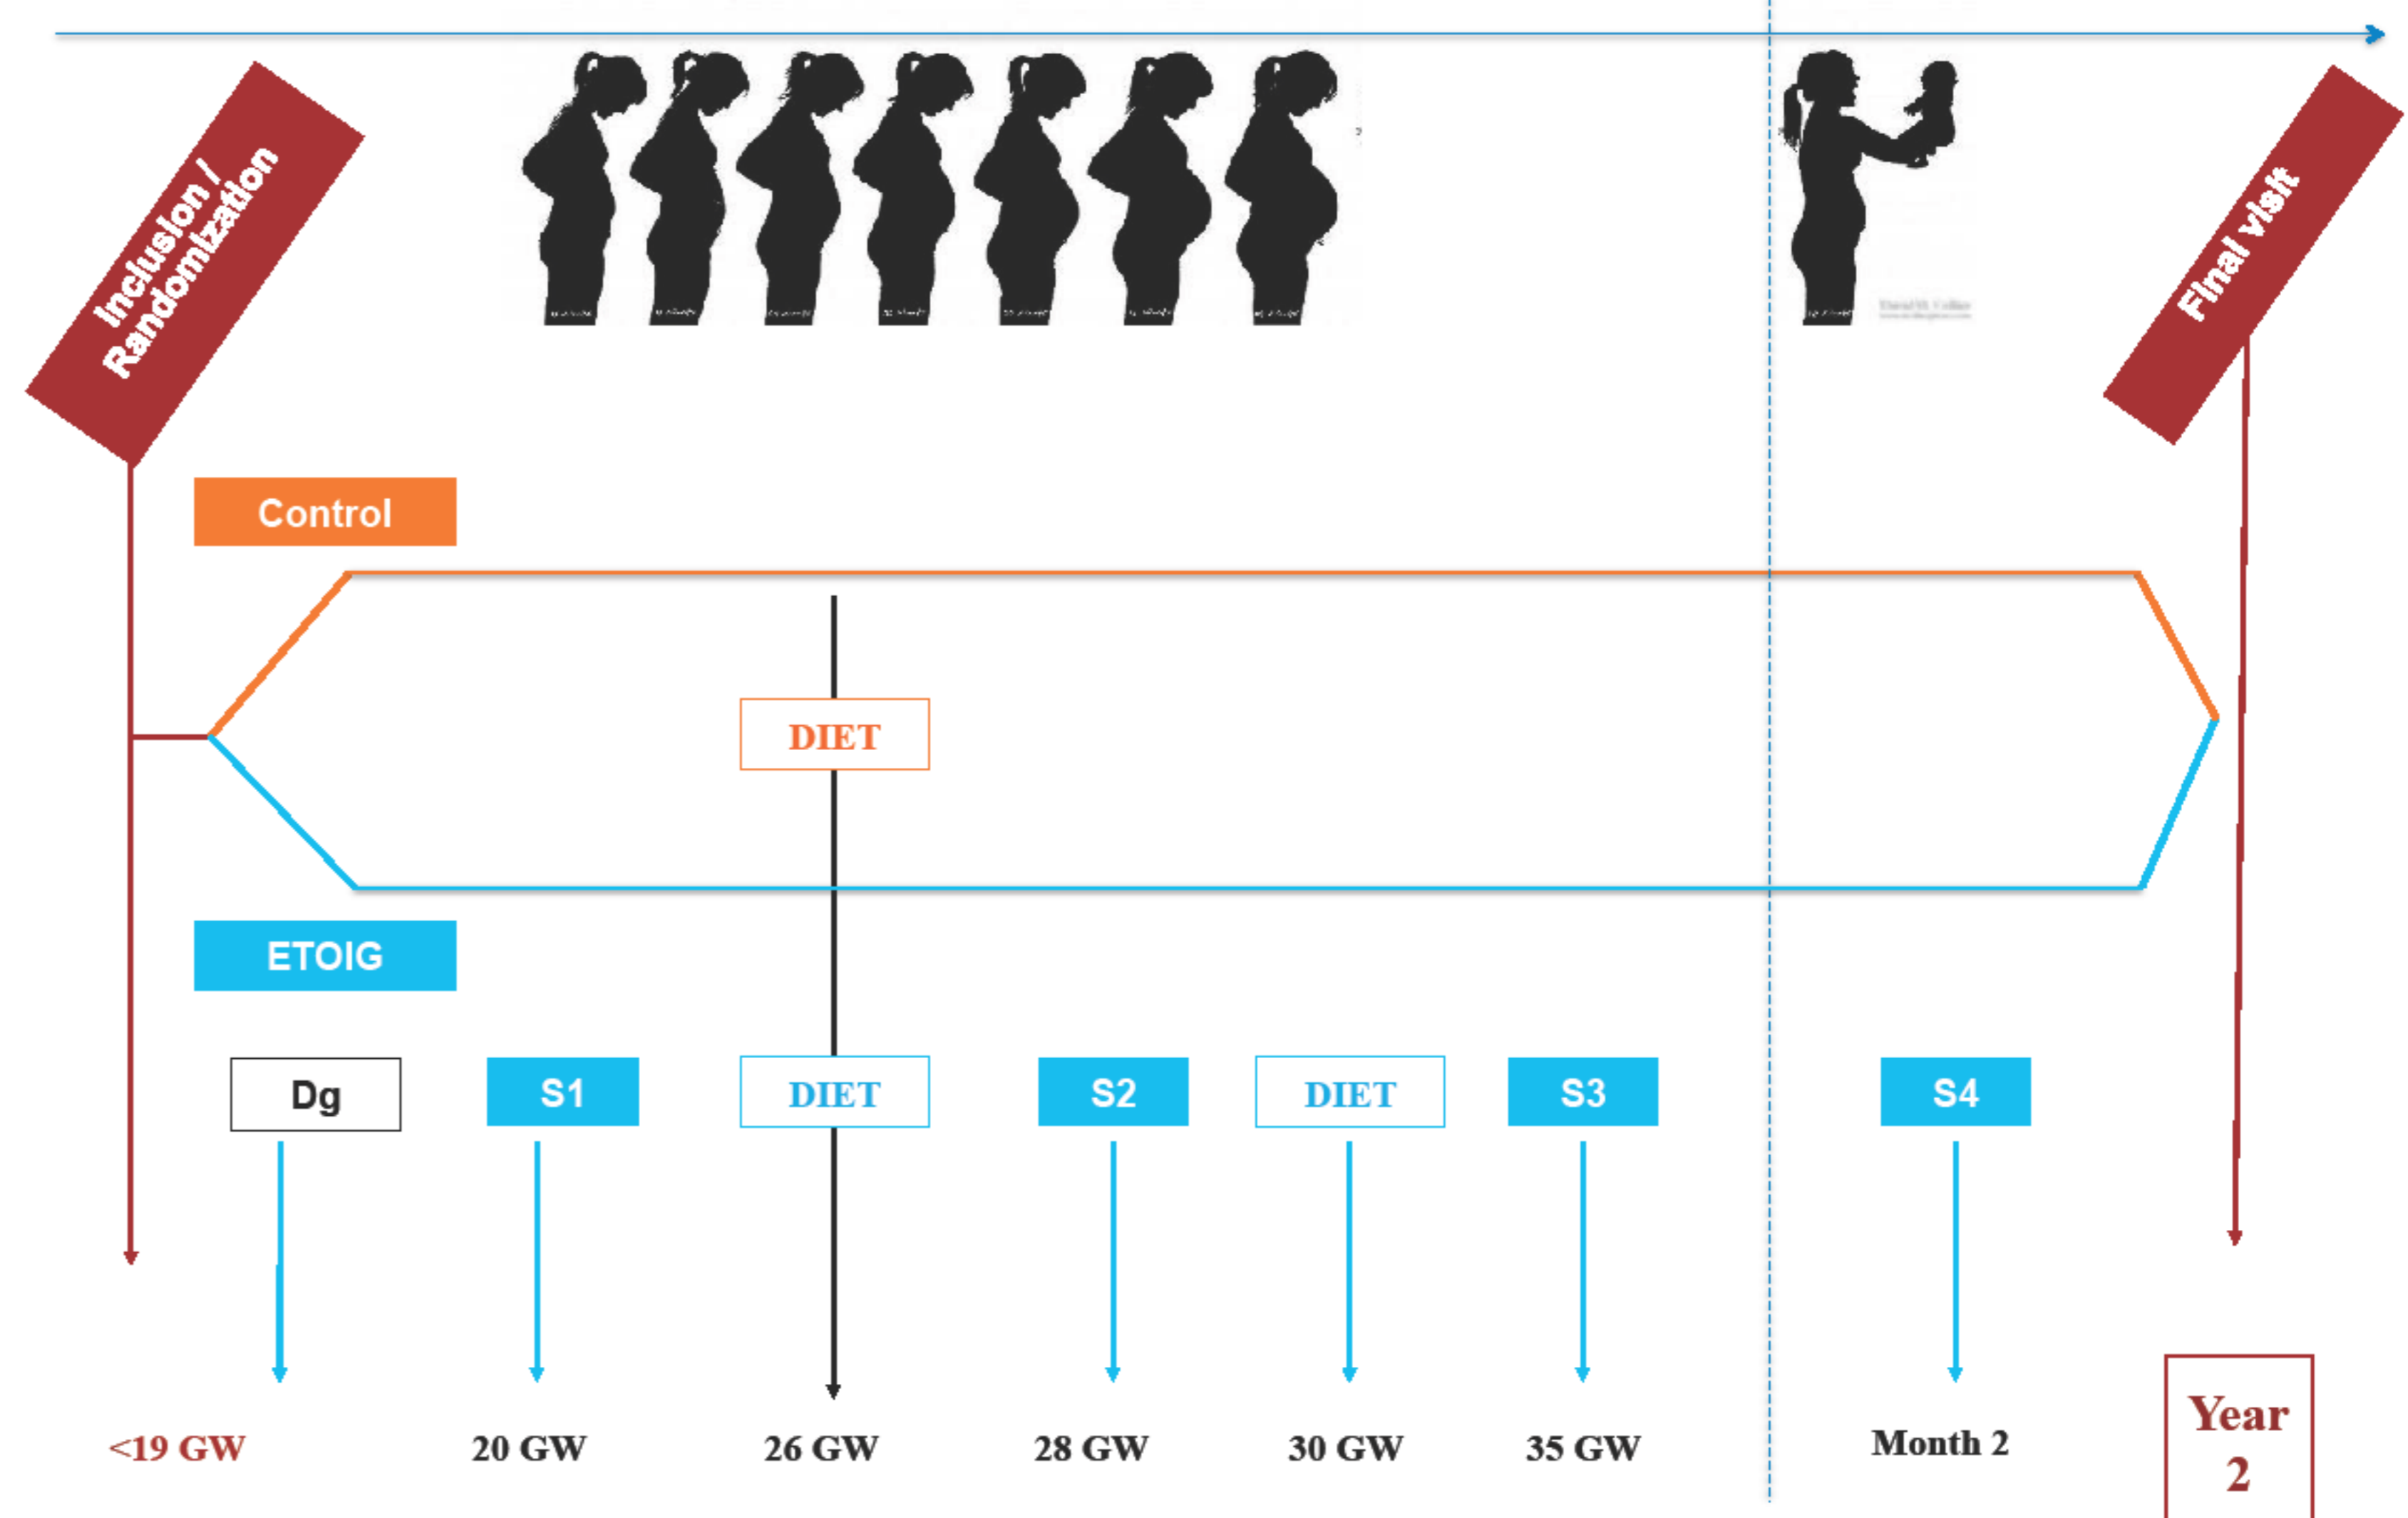 Inclusion /
Randomization
Final visit
Control
DIET
ETOIG
Dg
S1
DIET
S2
DIET
S3
S4
<19 GW
20 GW
26 GW
28 GW
30 GW
35 GW
Month 2
Year
2